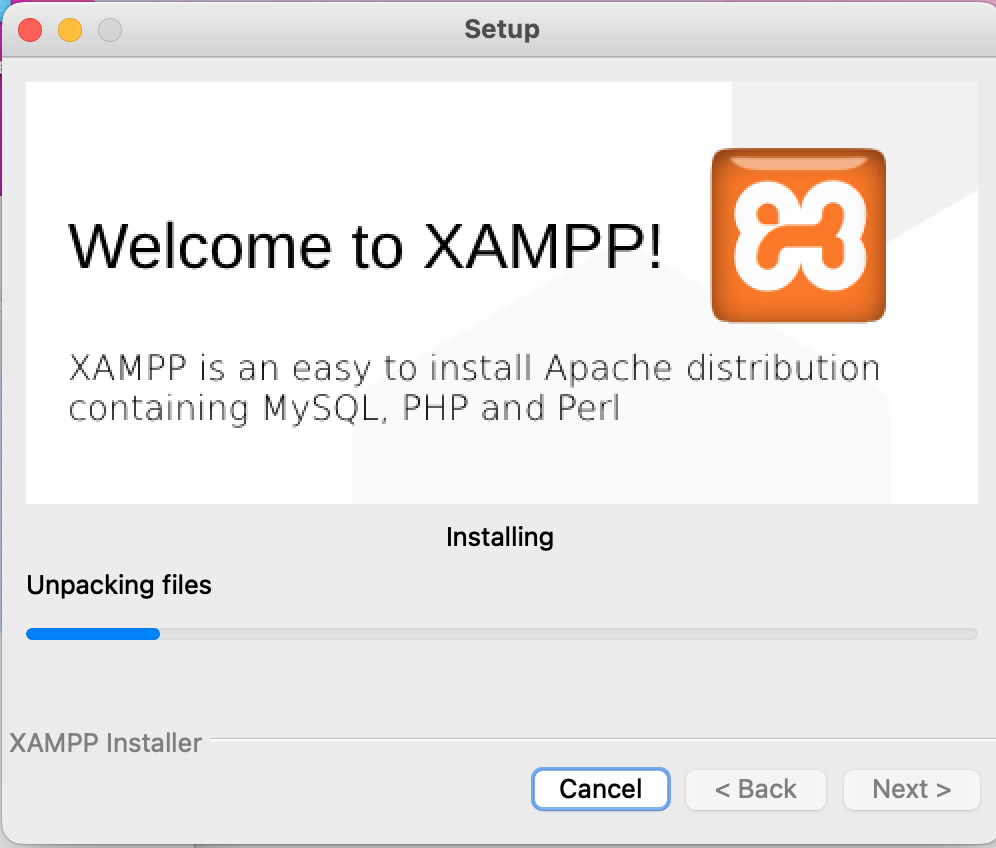 Setup
Welcome to XAMPP!
XAMPP is an easy to install Apache distribution
containing MySQL, PHP and Perl
Installing
Unpacking files
XAMPP Installer
Cancel
< Back
Next >